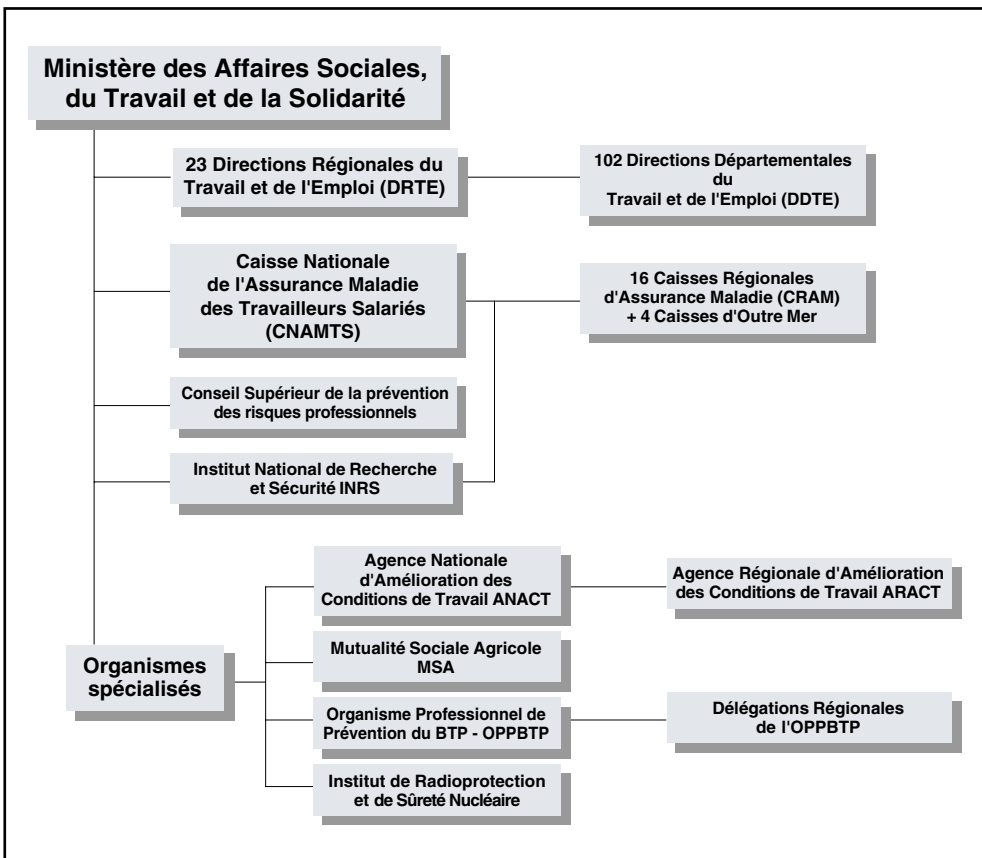 Ministère des Affaires Sociales,
du Travail et de la Solidarité
23 Directions Régionales du
Travail et de l'Emploi (DRTE)
102 Directions Départementales
du
Travail et de l'Emploi (DDTE)
Caisse Nationale
de l'Assurance Maladie
des Travailleurs Salariés
(CNAMTS)
16 Caisses Régionales
d'Assurance Maladie (CRAM)
+ 4 Caisses d'Outre Mer
Conseil Supérieur de la prévention
des risques professionnels
Institut National de Recherche
et Sécurité INRS
Organismes
spécialisés
Agence Nationale
d'Amélioration des
Conditions de Travail ANACT
Agence Régionale d'Amélioration
des Conditions de Travail ARACT
Mutualité Sociale Agricole
MSA
Organisme Professionnel de
Prévention du BTP - OPPBTP
Délégations Régionales
de l'OPPBTP
Institut de Radioprotection
et de Sûreté Nucléaire